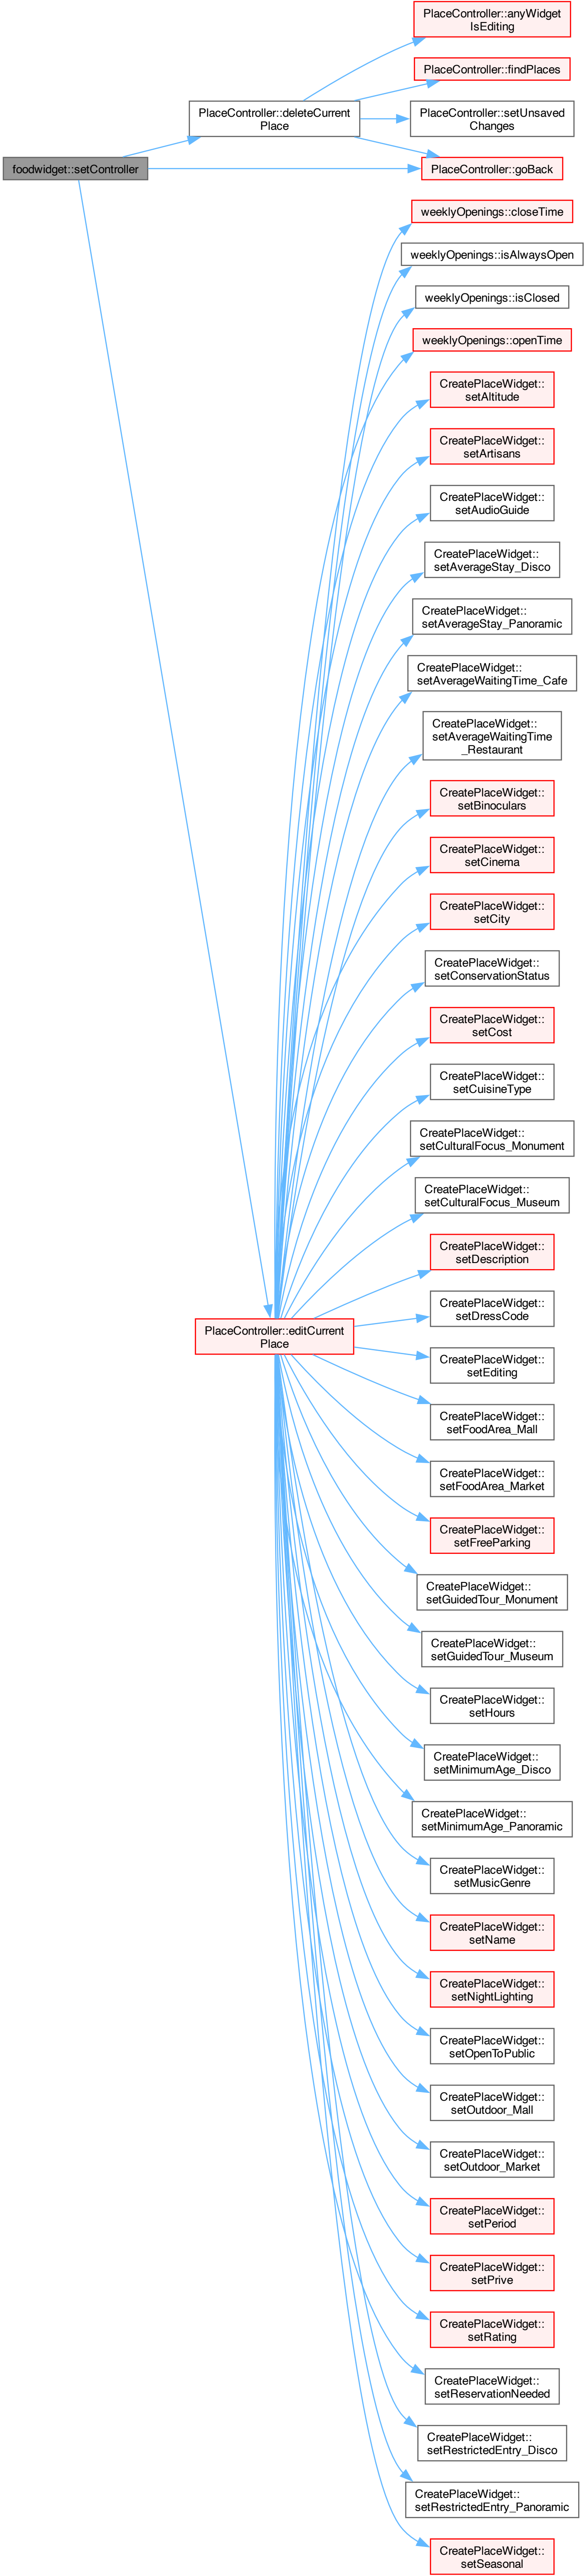 PlaceController::anyWidget
IsEditing
PlaceController::findPlaces
PlaceController::deleteCurrent
Place
PlaceController::setUnsaved
Changes
foodwidget::setController
PlaceController::goBack
weeklyOpenings::closeTime
weeklyOpenings::isAlwaysOpen
weeklyOpenings::isClosed
weeklyOpenings::openTime
CreatePlaceWidget::
setAltitude
CreatePlaceWidget::
setArtisans
CreatePlaceWidget::
setAudioGuide
CreatePlaceWidget::
setAverageStay_Disco
CreatePlaceWidget::
setAverageStay_Panoramic
CreatePlaceWidget::
setAverageWaitingTime_Cafe
CreatePlaceWidget::
setAverageWaitingTime
_Restaurant
CreatePlaceWidget::
setBinoculars
CreatePlaceWidget::
setCinema
CreatePlaceWidget::
setCity
CreatePlaceWidget::
setConservationStatus
CreatePlaceWidget::
setCost
CreatePlaceWidget::
setCuisineType
CreatePlaceWidget::
setCulturalFocus_Monument
CreatePlaceWidget::
setCulturalFocus_Museum
CreatePlaceWidget::
setDescription
PlaceController::editCurrent
Place
CreatePlaceWidget::
setDressCode
CreatePlaceWidget::
setEditing
CreatePlaceWidget::
setFoodArea_Mall
CreatePlaceWidget::
setFoodArea_Market
CreatePlaceWidget::
setFreeParking
CreatePlaceWidget::
setGuidedTour_Monument
CreatePlaceWidget::
setGuidedTour_Museum
CreatePlaceWidget::
setHours
CreatePlaceWidget::
setMinimumAge_Disco
CreatePlaceWidget::
setMinimumAge_Panoramic
CreatePlaceWidget::
setMusicGenre
CreatePlaceWidget::
setName
CreatePlaceWidget::
setNightLighting
CreatePlaceWidget::
setOpenToPublic
CreatePlaceWidget::
setOutdoor_Mall
CreatePlaceWidget::
setOutdoor_Market
CreatePlaceWidget::
setPeriod
CreatePlaceWidget::
setPrive
CreatePlaceWidget::
setRating
CreatePlaceWidget::
setReservationNeeded
CreatePlaceWidget::
setRestrictedEntry_Disco
CreatePlaceWidget::
setRestrictedEntry_Panoramic
CreatePlaceWidget::
setSeasonal